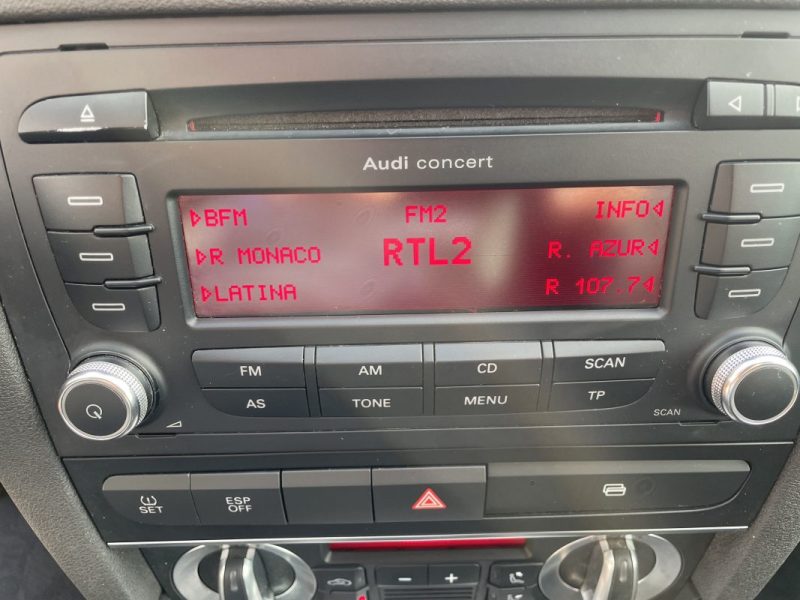 Audi concert
BFM FM2 INFO
R MONACO RTL2 R. AZUR
LATINA R 107.7
FM AM CD SCAN
AS TONE MENU TP
SCAN
SET ESP OFF